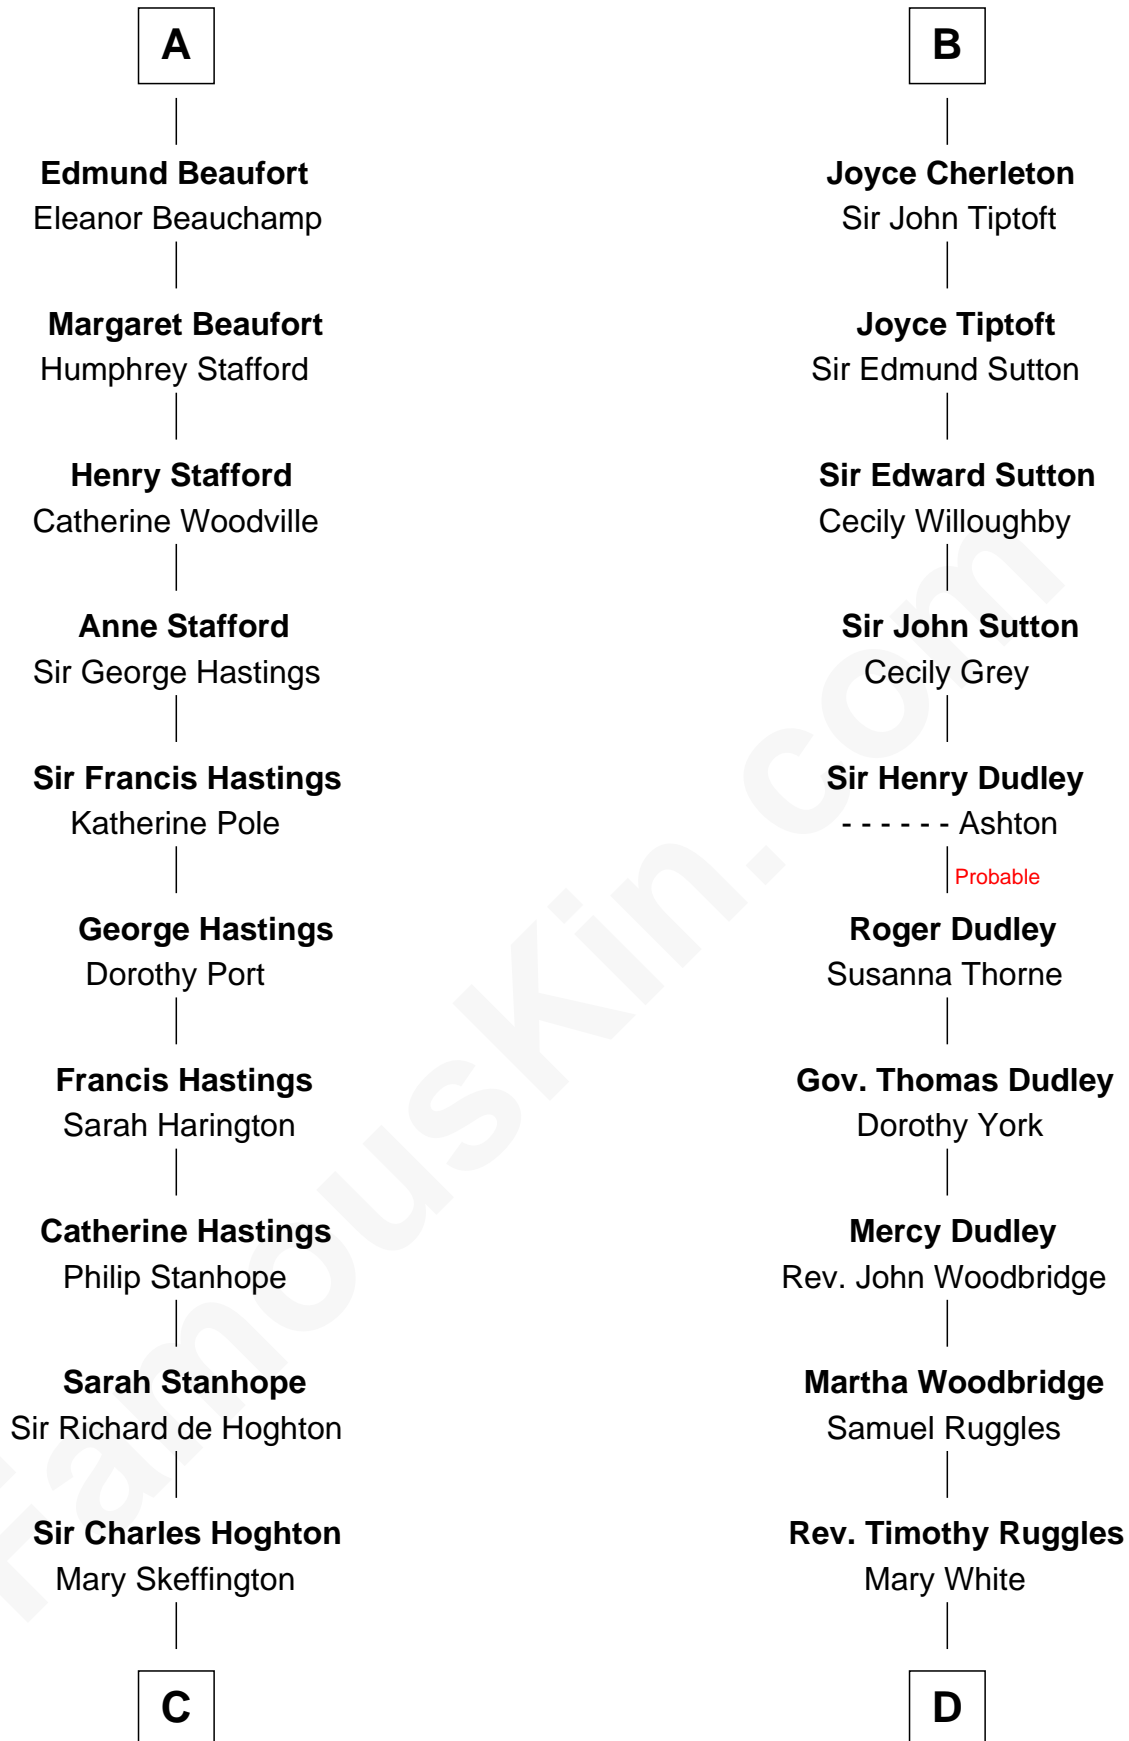 A
Edmund Beaufort
Eleanor Beauchamp
Margaret Beaufort
Humphrey Stafford
Henry Stafford
Catherine Woodville
Anne Stafford
Sir George Hastings
Sir Francis Hastings
Katherine Pole
George Hastings
Dorothy Port
Francis Hastings
Sarah Harington
Catherine Hastings
Philip Stanhope
Sarah Stanhope
Sir Richard de Hoghton
Sir Charles Hoghton
Mary Skeffington
C
B
Joyce Cherleton
Sir John Tiptoft
Joyce Tiptoft
Sir Edmund Sutton
Sir Edward Sutton
Cecily Willoughby
Sir John Sutton
Cecily Grey
Sir Henry Dudley
- - - - - - Ashton
Probable
Roger Dudley
Susanna Thorne
Gov. Thomas Dudley
Dorothy York
Mercy Dudley
Rev. John Woodbridge
Martha Woodbridge
Samuel Ruggles
Rev. Timothy Ruggles
Mary White
D
FamousKin.com